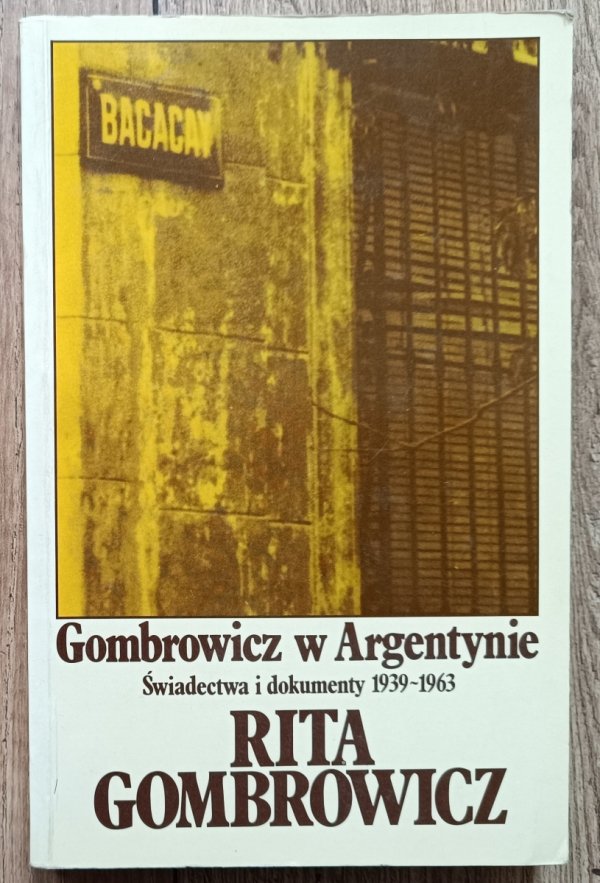 BACACAY
Gombrowicz w Argentynie
Świadectwa i dokumenty 1939~1963
RITA
GOMBROWICZ